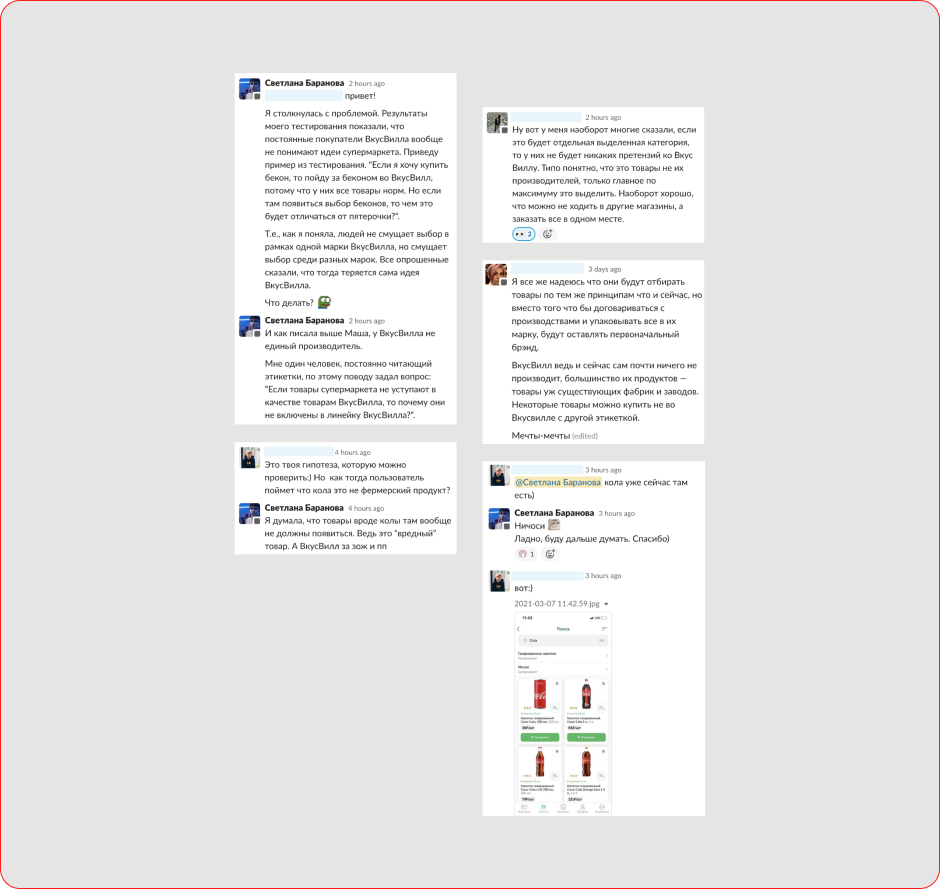 Светлана Баранова 2 hours ago
привет!
Я столкнулась с проблемой. Результаты
моего тестирования показали, что
постоянные покупатели ВкусВилла вообще
не понимают идеи супермаркета. Приведу
пример из тестирования. "Если я хочу купить
бекон, то пойду за беконом во ВкусВилл,
потому что у них все товары норм. Но если
там появиться выбор беконов, то чем это
будет отличаться от пятерочки?".
Т.е., как я поняла, людей не смущает выбор в
рамках одной марки ВкусВилла, но смущает
выбор среди разных марок. Все опрошенные
сказали, что тогда теряется сама идея
ВкусВилла.
Что делать?
Светлана Баранова 2 hours ago
И как писала выше Маша, у ВкусВилла не
единый производитель.
Мне один человек, постоянно читающий
этикетки, по этому поводу задал вопрос:
"Если товары супермаркета не уступают в
качестве товарам ВкусВилла, то почему они
не включены в линейку ВкусВилла?".
4 hours ago
Это твоя гипотеза, которую можно
проверить:) Но как тогда пользователь
поймет что кола это не фермерский продукт?
Светлана Баранова 4 hours ago
Я думала, что товары вроде колы там вообще
не должны появиться. Ведь это "вредный"
товар. А ВкусВилл за зож и пп
2 hours ago
Ну вот у меня наоборот многие сказали, если
это будет отдельная выделенная категория,
то у них не будет никаких претензий ко Вкус
Виллу. Типо понятно, что это товары не их
производителей, только главное по
максимуму это выделить. Наоборот хорошо,
что можно не ходить в другие магазины, а
заказать все в одном месте.
2
3 days ago
Я все же надеюсь что они будут отбирать
товары по тем же принципам что и сейчас, но
вместо того что бы договариваться с
производствами и упаковывать все в их
марку, будут оставлять первоначальный
брэнд.
ВкусВилл ведь и сейчас сам почти ничего не
производит, большинство их продуктов —
товары уж существующих фабрик и заводов.
Некоторые товары можно купить не во
Вкусвилле с другой этикеткой.
Мечты-мечты (edited)
3 hours ago
@Светлана Баранова кола уже сейчас там
есть)
Светлана Баранова 3 hours ago
Ничоси
Ладно, буду дальше думать. Спасибо)
1
3 hours ago
вот:)
2021-03-07 11.42.59.jpg
11:42
Поиск
Cola
Газированные напитки
Супермаркет
Маски
Супермаркет
Напиток газированный
Напиток газированный
В корзину
В корзину
Напиток газированный
Напиток газированный